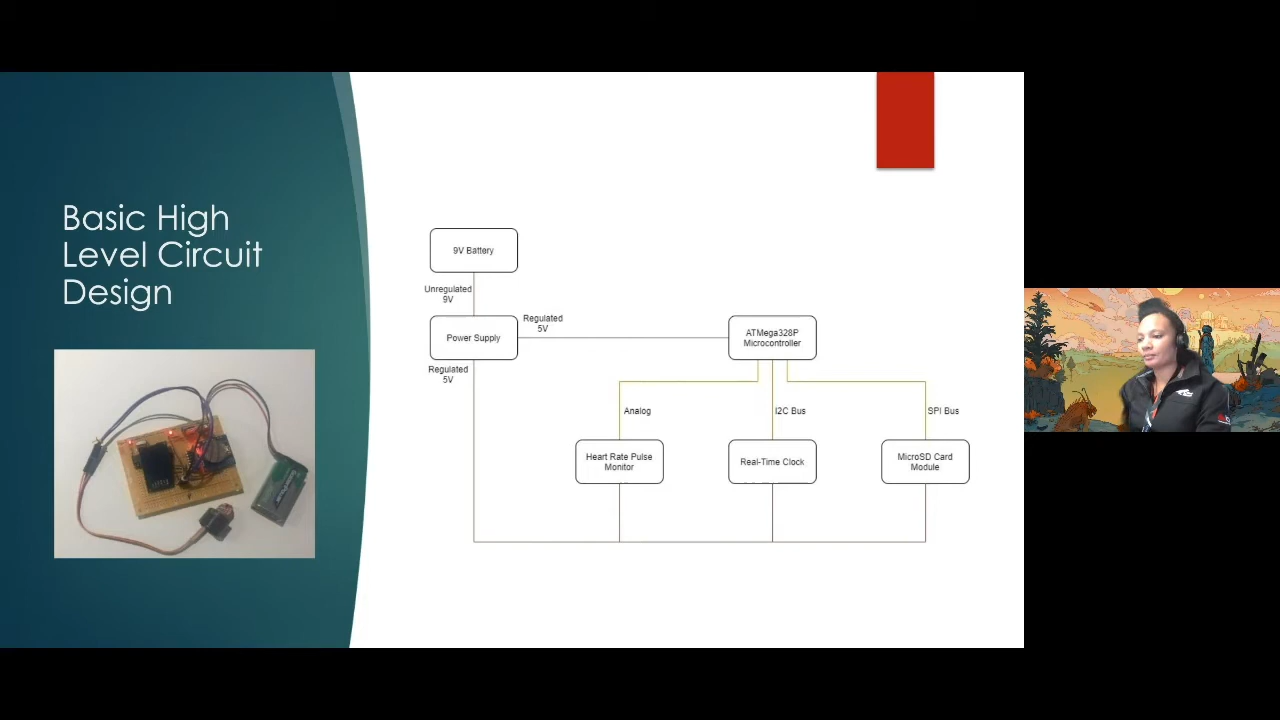 Basic High
Level Circuit
Design
9V Battery
Unregulated
9V
Power Supply
Regulated
5V
Regulated
5V
ATMega328P
Microcontroller
Analog
I2C Bus
SPI Bus
Heart Rate Pulse
Monitor
Real-Time Clock
MicroSD Card
Module